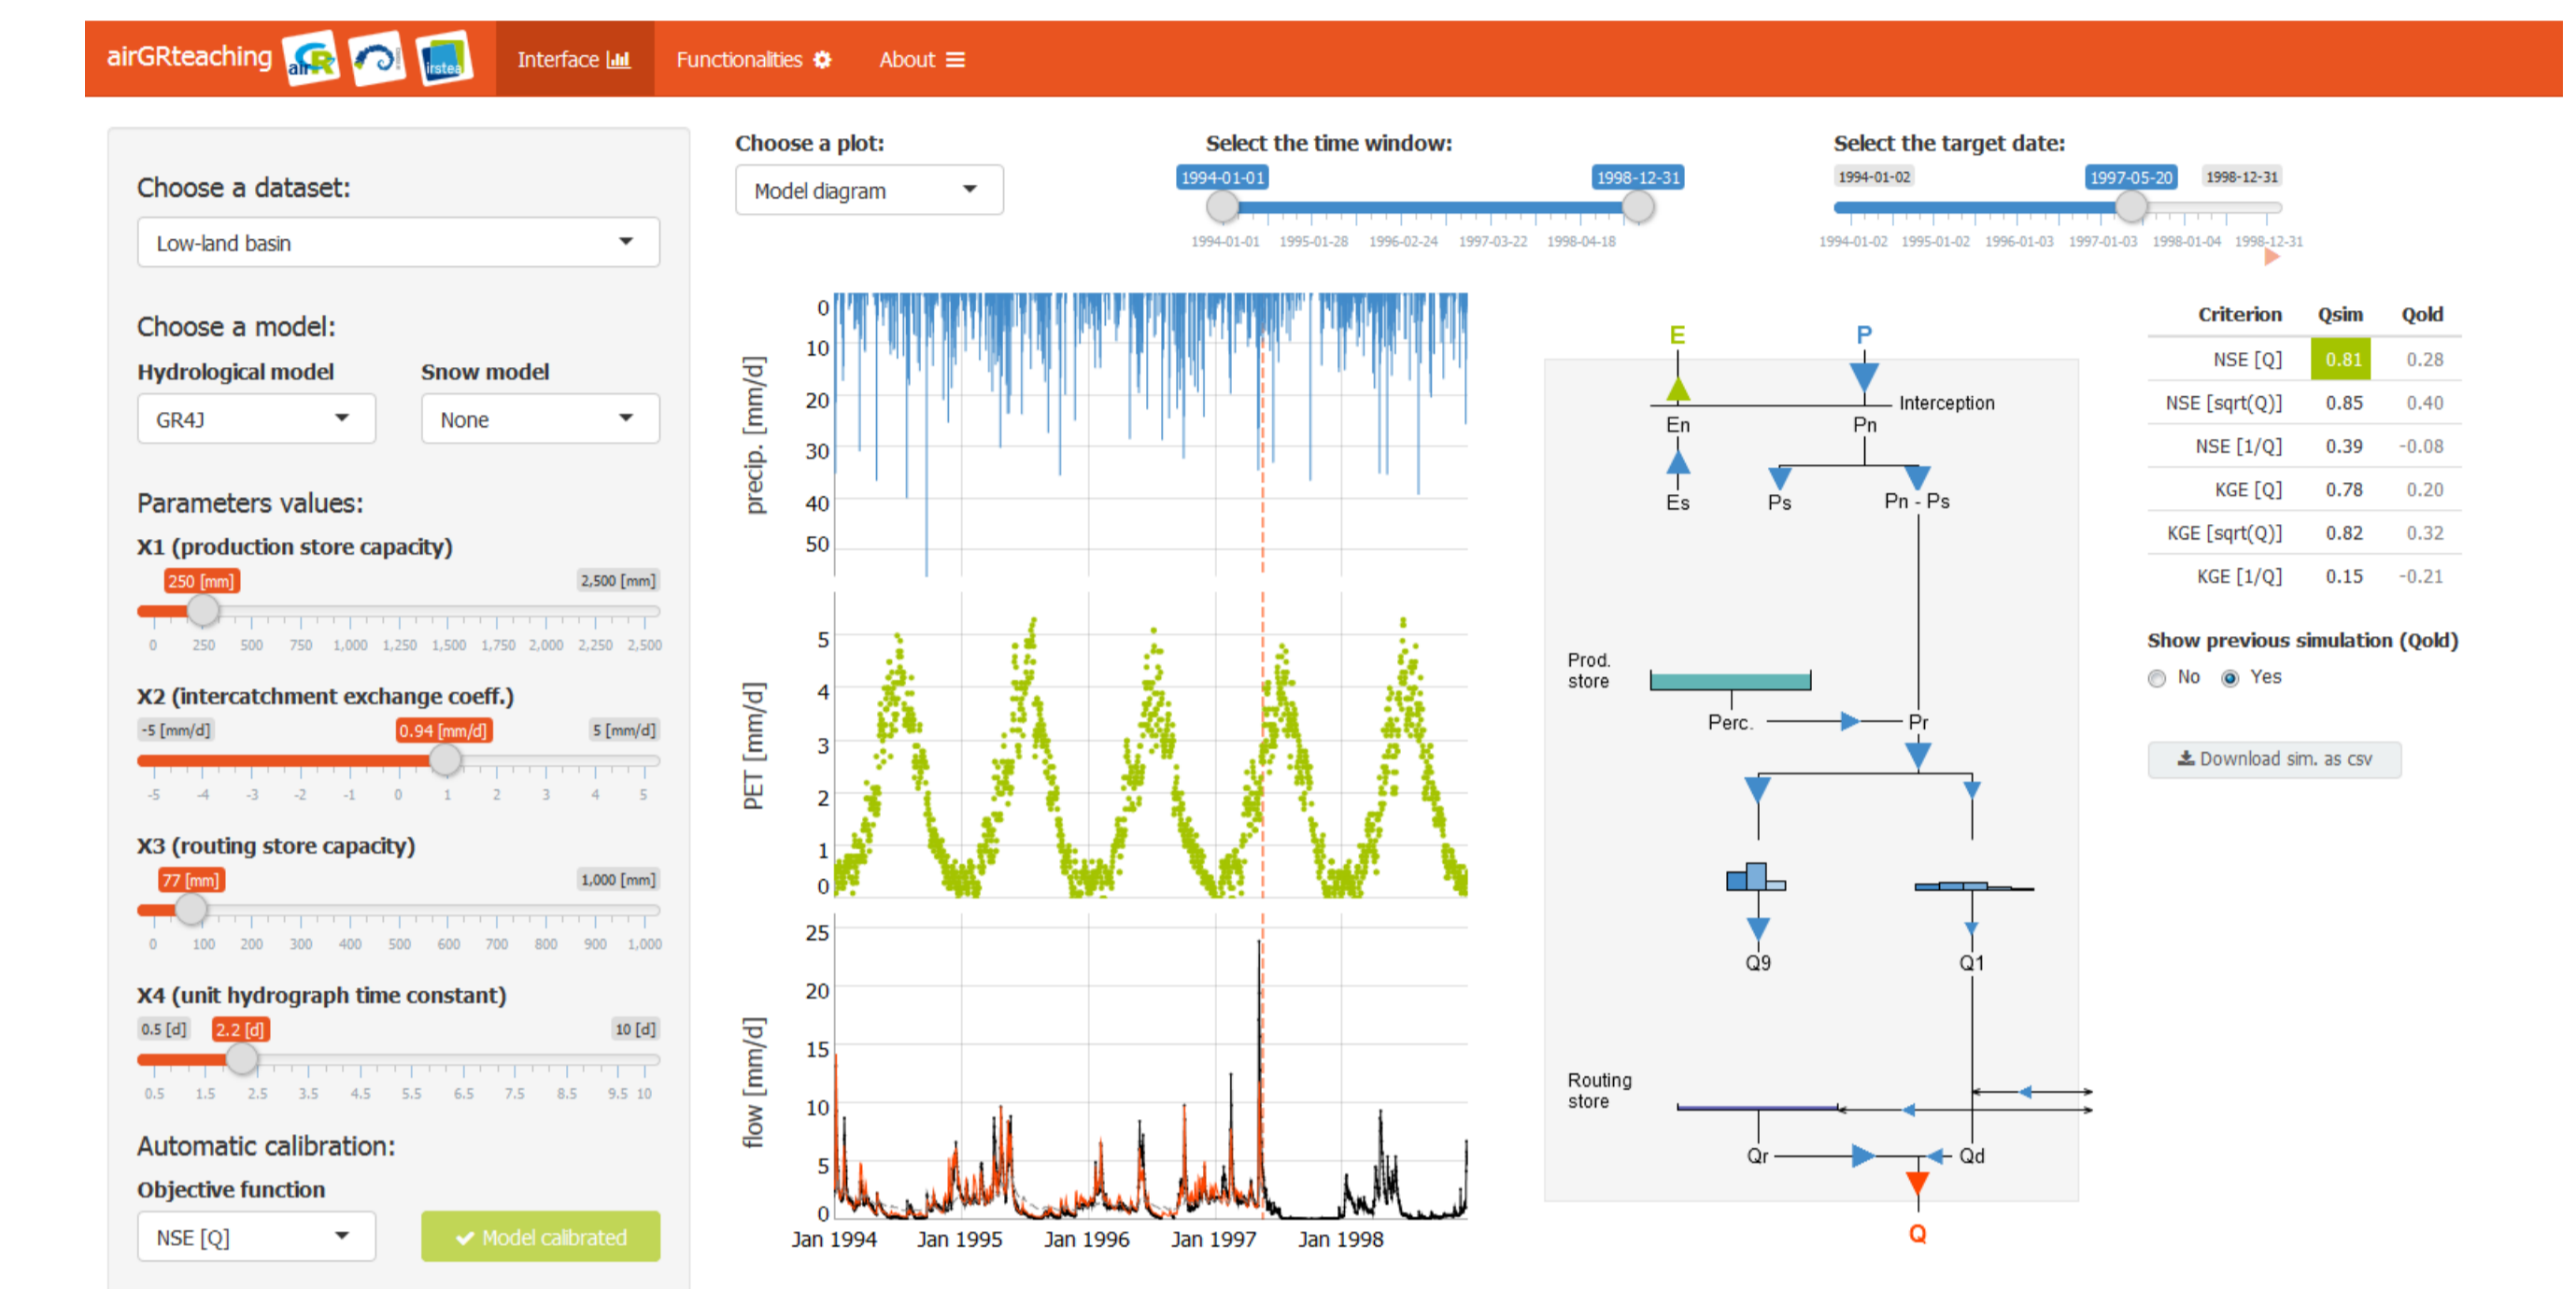 airGRteaching airGR irstea Interface Functionalities About
Choose a dataset:
Low-land basin
Choose a model:
Hydrological model Snow model
GR4J None
Parameters values:
X1 (production store capacity)
250 [mm] 2,500 [mm]
0 250 500 750 1,000 1,250 1,500 1,750 2,000 2,250 2,500
X2 (intercatchment exchange coeff.)
-5 [mm/d] 0.94 [mm/d] 5 [mm/d]
-5 -4 -3 -2 -1 0 1 2 3 4 5
X3 (routing store capacity)
77 [mm] 1,000 [mm]
0 100 200 300 400 500 600 700 800 900 1,000
X4 (unit hydrograph time constant)
0.5 [d] 2.2 [d] 10 [d]
0.5 1.5 2.5 3.5 4.5 5.5 6.5 7.5 8.5 9.5 10
Automatic calibration:
Objective function
NSE [Q] Model calibrated
Choose a plot:
Model diagram
Select the time window:
1994-01-01 1998-12-31
1994-01-01 1995-01-28 1996-02-24 1997-03-22 1998-04-18
Select the target date:
1994-01-02 1997-05-20 1998-12-31
1994-01-02 1995-01-02 1996-01-03 1997-01-03 1998-01-04 1998-12-31
precip. [mm/d]
0
10
20
30
40
50
PET [mm/d]
5
4
3
2
1
0
flow [mm/d]
25
20
15
10
5
0
Jan 1994 Jan 1995 Jan 1996 Jan 1997 Jan 1998
E P
Interception
En Pn
Es Ps Pn - Ps
Prod.
store
Perc. Pr
Q9 Q1
Routing
store
Qr Qd
Q
Criterion Qsim Qold
NSE [Q] 0.81 0.28
NSE [sqrt(Q)] 0.85 0.40
NSE [1/Q] 0.39 -0.08
KGE [Q] 0.78 0.20
KGE [sqrt(Q)] 0.82 0.32
KGE [1/Q] 0.15 -0.21
Show previous simulation (Qold)
No Yes
Download sim. as csv